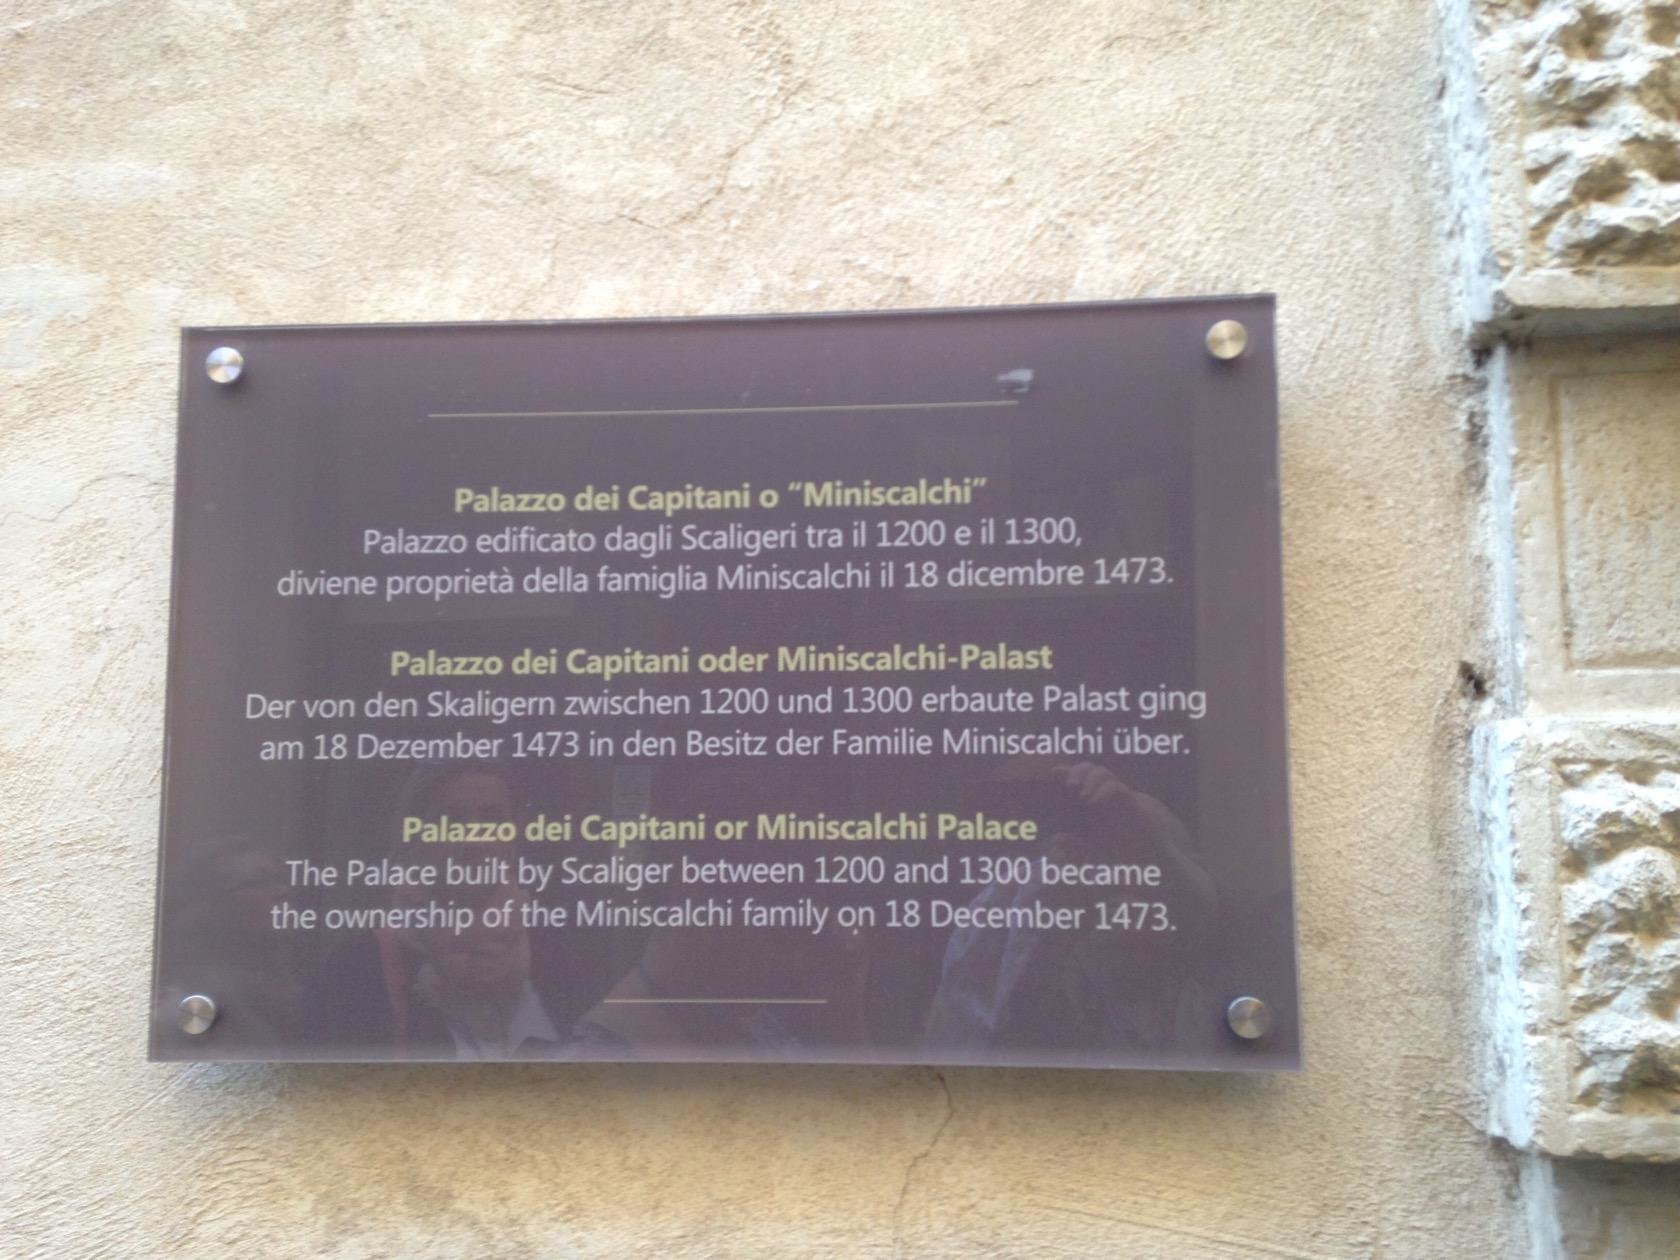 Palazzo dei Capitani o “Miniscalchi”
Palazzo edificato dagli Scaligeri tra il 1200 e il 1300,
diviene proprietà della famiglia Miniscalchi il 18 dicembre 1473.
Palazzo dei Capitani oder Miniscalchi-Palast
Der von den Skaligern zwischen 1200 und 1300 erbaute Palast ging
am 18 Dezember 1473 in den Besitz der Familie Miniscalchi über.
Palazzo dei Capitani or Miniscalchi Palace
The Palace built by Scaliger between 1200 and 1300 became
the ownership of the Miniscalchi family on 18 December 1473.